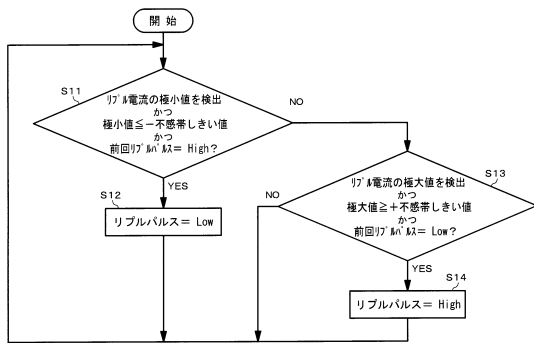 開始
S11
リプル電流の極小値を検出
かつ
極小値≦－不感帯しきい値
かつ
前回リプルパルス＝ High?
NO
YES
S12
リプルパルス＝ Low
S13
リプル電流の極大値を検出
かつ
極大値≧＋不感帯しきい値
かつ
前回リプルパルス＝ Low?
NO
YES
S14
リプルパルス＝ High